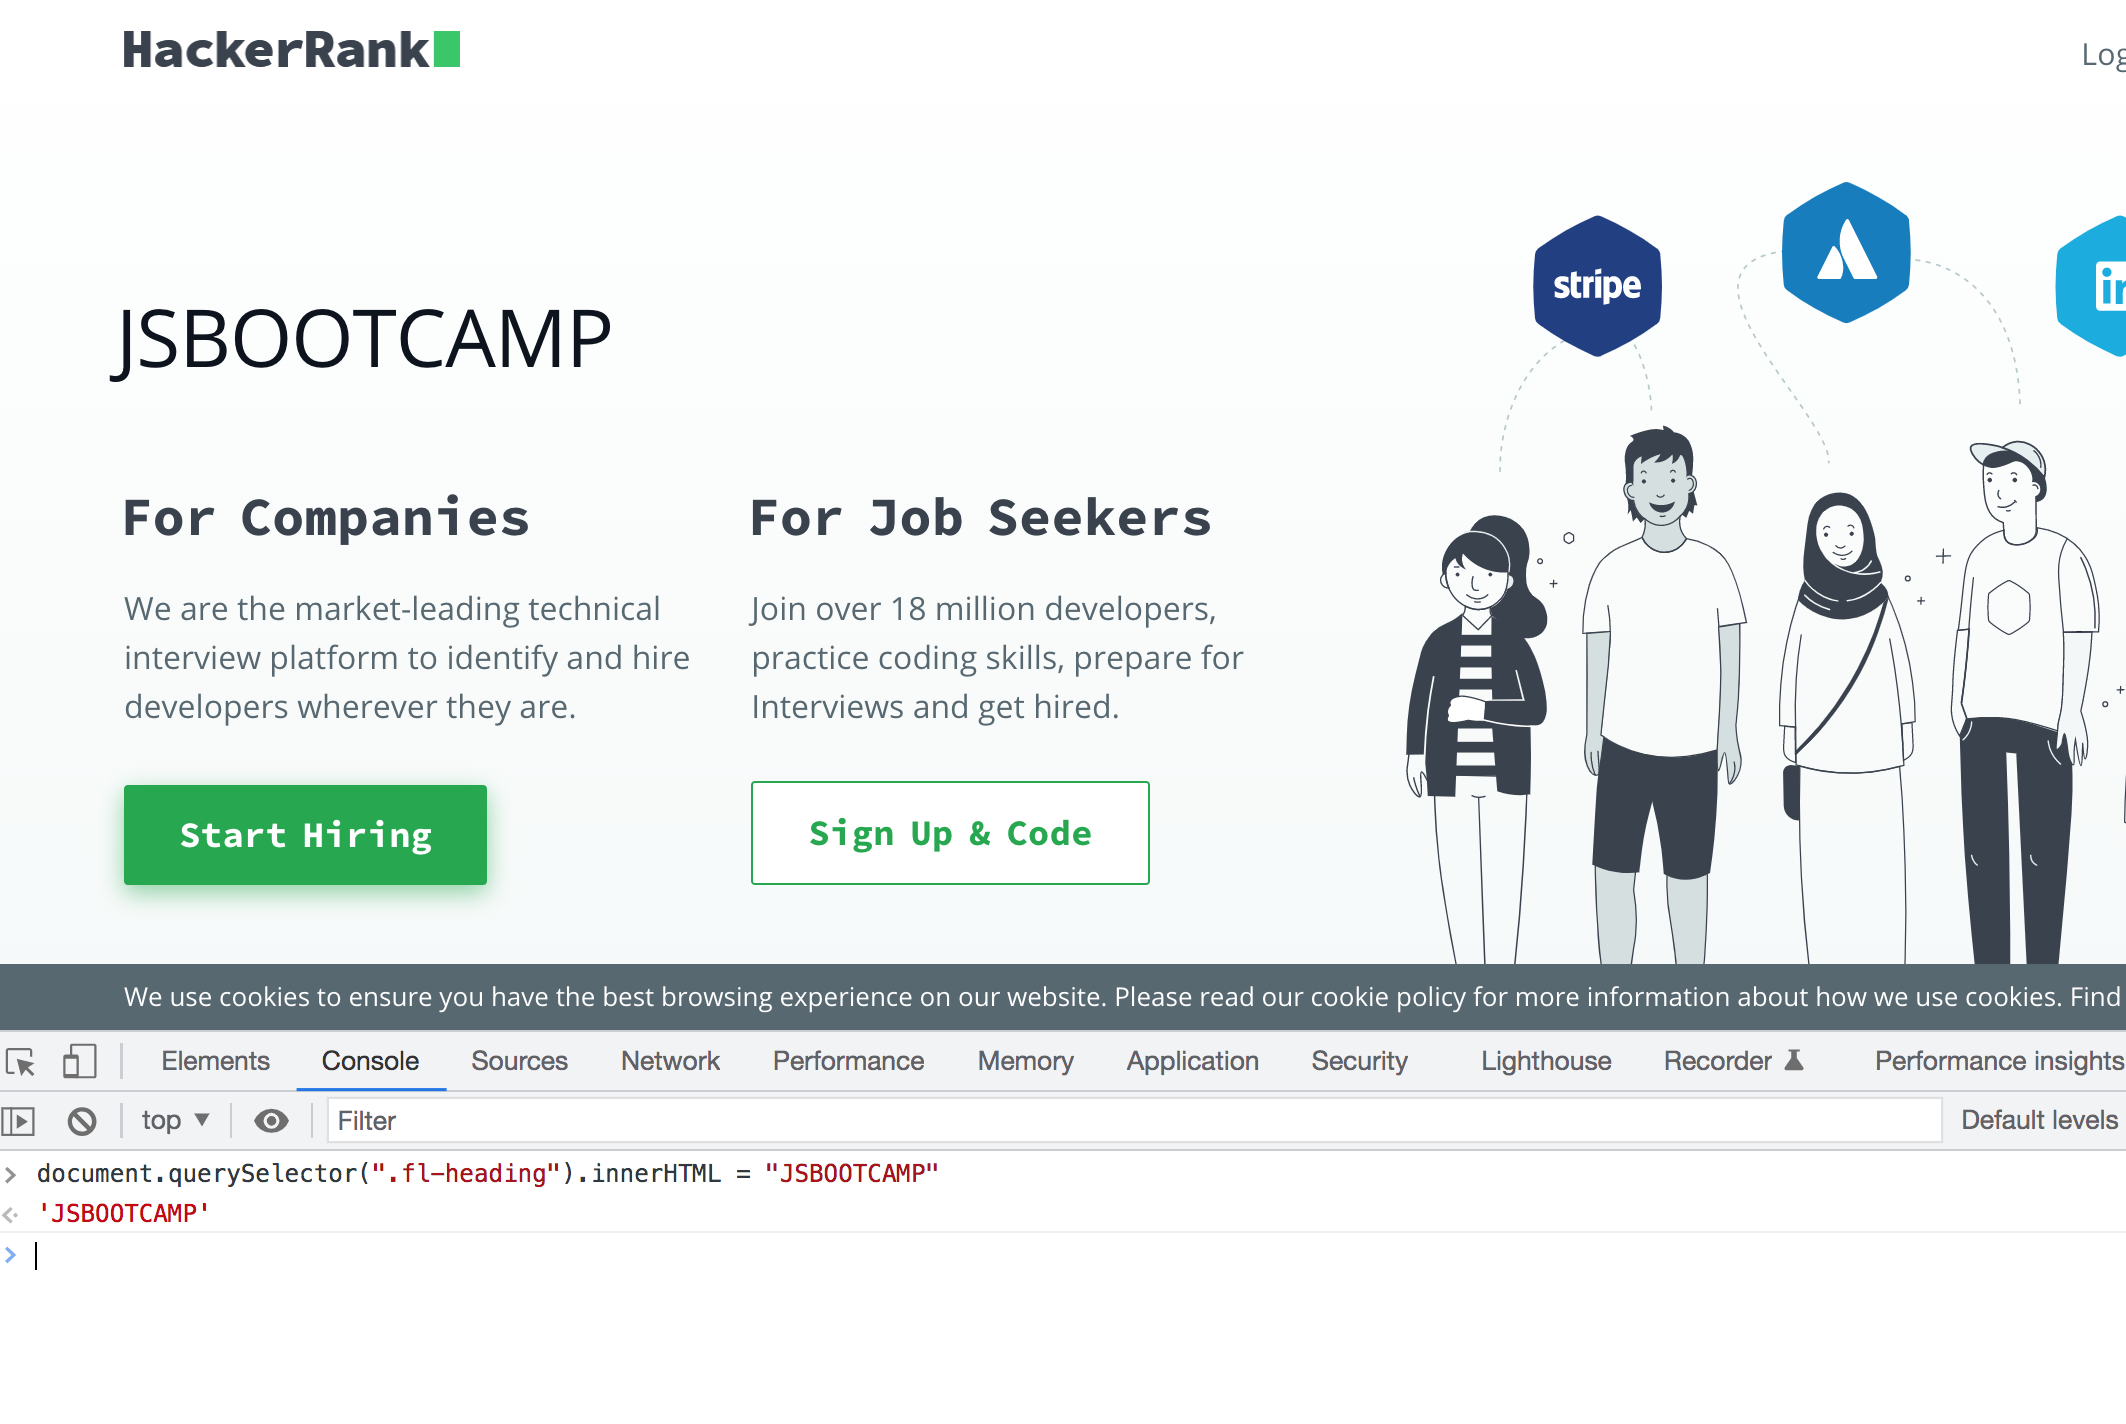 HackerRank
Log
stripe
in
JSBOOTCAMP
For Companies
For Job Seekers
We are the market-leading technical
interview platform to identify and hire
developers wherever they are.
Join over 18 million developers,
practice coding skills, prepare for
Interviews and get hired.
Start Hiring
Sign Up & Code
We use cookies to ensure you have the best browsing experience on our website. Please read our cookie policy for more information about how we use cookies. Find
Elements Console Sources Network Performance Memory Application Security Lighthouse Recorder Performance insights
top Filter Default levels
document.querySelector(".fl-heading").innerHTML = "JSBOOTCAMP"
'JSBOOTCAMP'